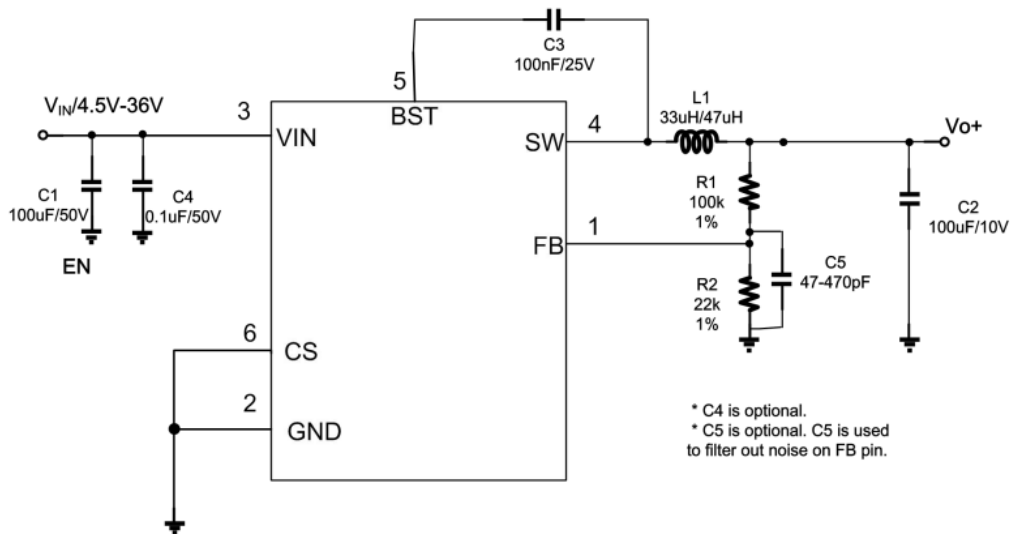 C3
100nF/25V
5
BST
V_IN/4.5V-36V
3
VIN
SW
4
L1
33uH/47uH
Vo+
C1
100uF/50V
C4
0.1uF/50V
EN
R1
100k
1%
C2
100uF/10V
FB
1
R2
22k
1%
C5
47-470pF
6
CS
2
GND
* C4 is optional.
* C5 is optional. C5 is used
to filter out noise on FB pin.